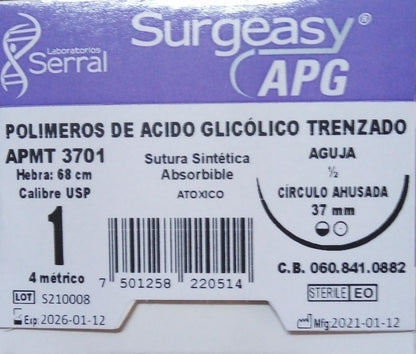 Laboratorios
Serral
Surgeasy®
APG
POLIMEROS DE ACIDO GLICÓLICO TRENZADO
APMT 3701
Hebra: 68 cm
Calibre USP
1
4 métrico
LOT S210008
Exp: 2026-01-12
Sutura Sintética
Absorbible
ATOXICO
7 501258 220514
AGUJA
½
CÍRCULO AHUSADA
37 mm
C.B. 060.841.0882
STERILE EO
Mfg: 2021-01-12